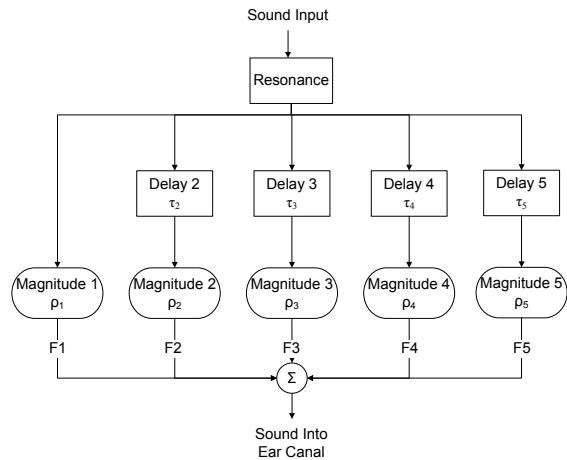 Sound Input
Resonance
Delay 2
τ2
Delay 3
τ3
Delay 4
τ4
Delay 5
τ5
Magnitude 1
ρ1
Magnitude 2
ρ2
Magnitude 3
ρ3
Magnitude 4
ρ4
Magnitude 5
ρ5
F1
F2
F3
F4
F5
Σ
Sound Into
Ear Canal